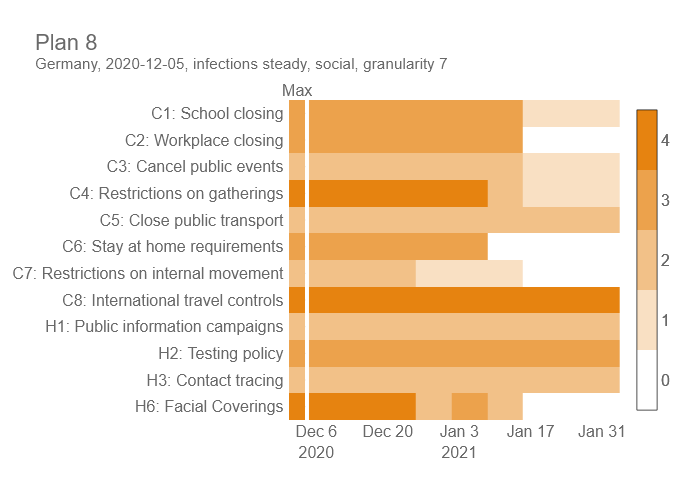 Plan 8
Germany, 2020-12-05, infections steady, social, granularity 7
Max
C1: School closing
C2: Workplace closing
C3: Cancel public events
C4: Restrictions on gatherings
C5: Close public transport
C6: Stay at home requirements
C7: Restrictions on internal movement
C8: International travel controls
H1: Public information campaigns
H2: Testing policy
H3: Contact tracing
H6: Facial Coverings
Dec 6 Dec 20 Jan 3 Jan 17 Jan 31
2020 2021
4
3
2
1
0